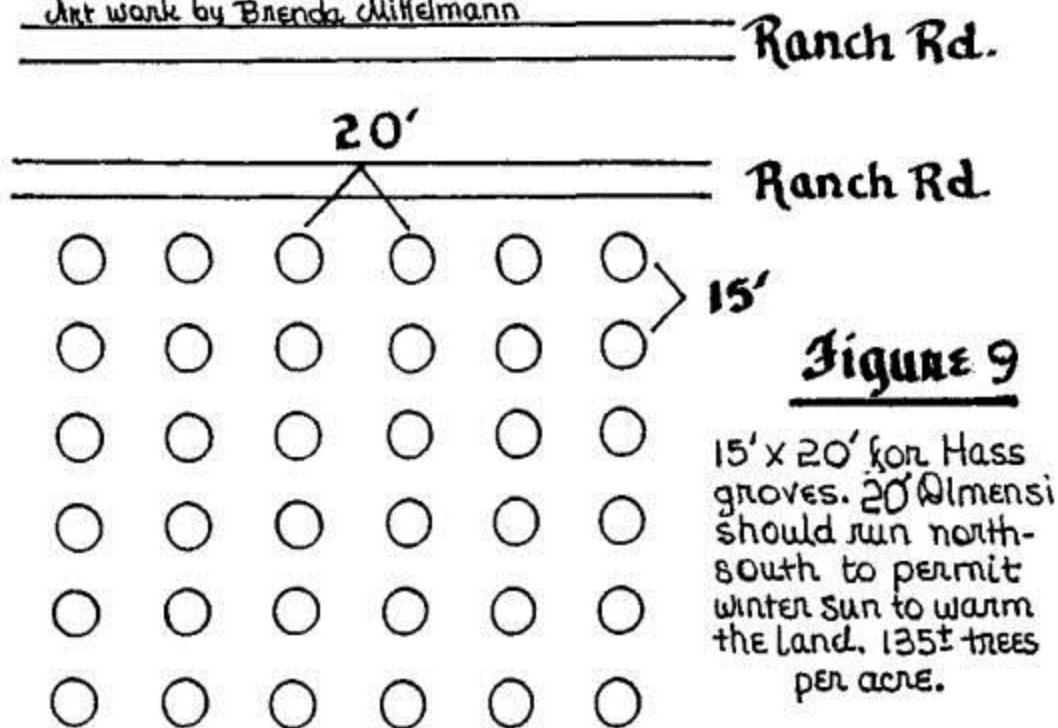 Art work by Brenda Mittelmann
Ranch Rd.
20'
Ranch Rd.
15'
Figure 9
15' x 20' for Hass
groves. 20' Dimensi
should run north-
south to permit
winter sun to warm
the land. 135± trees
per acre.